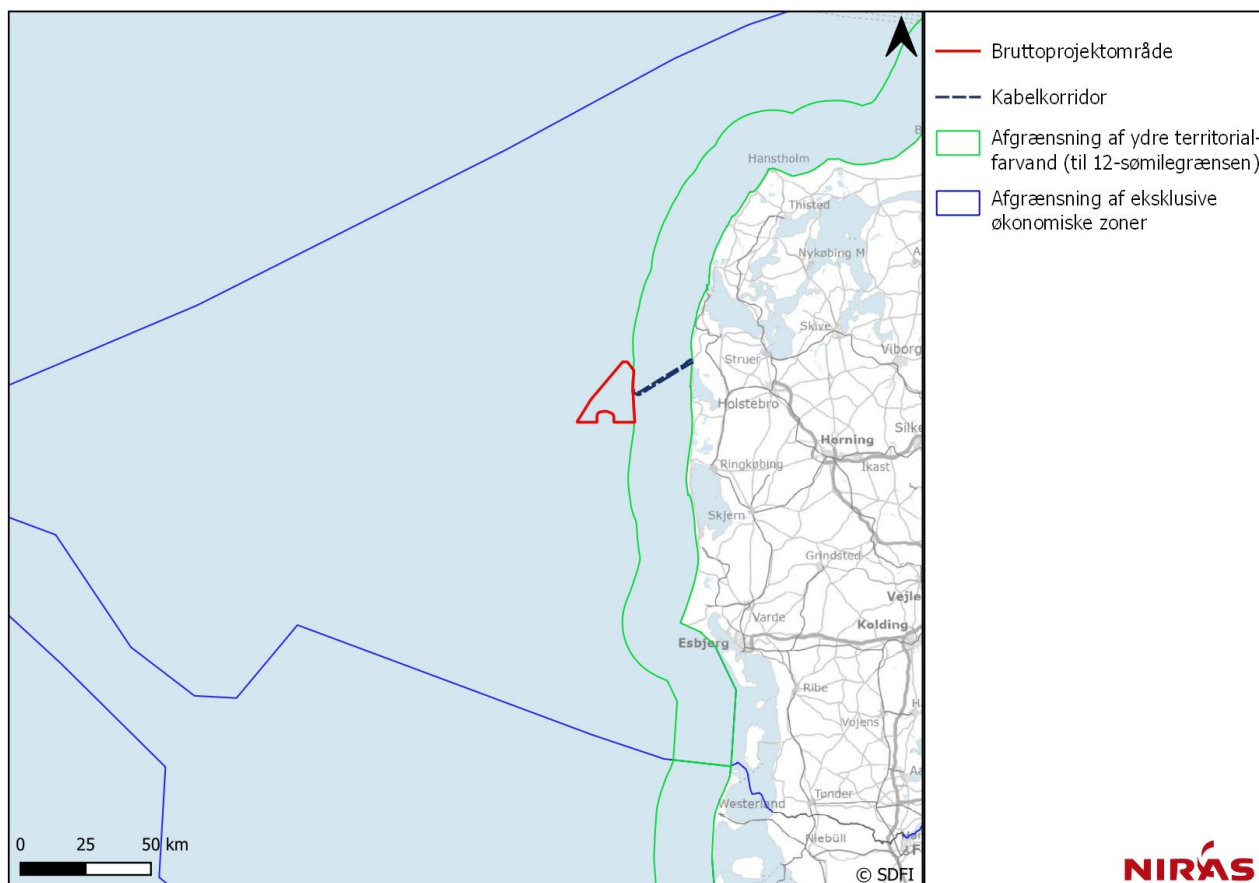 Bruttoprojektområde
Kabelkorridor
Afgrænsning af ydre territorial-
farvand (til 12-sømilegrænsen)
Afgrænsning af eksklusive
økonomiske zoner
Hanstholm
Thisted
Nykøbing M
Skive
Struer
Viborg
Holstebro
Herning
Ikast
Ringkøbing
Skjern
Grindsted
Varde
Kolding
Esbjerg
Ribe
Vojens
Westerland
Tønder
Niebüll
0 25 50 km
© SDFI
NIRAS